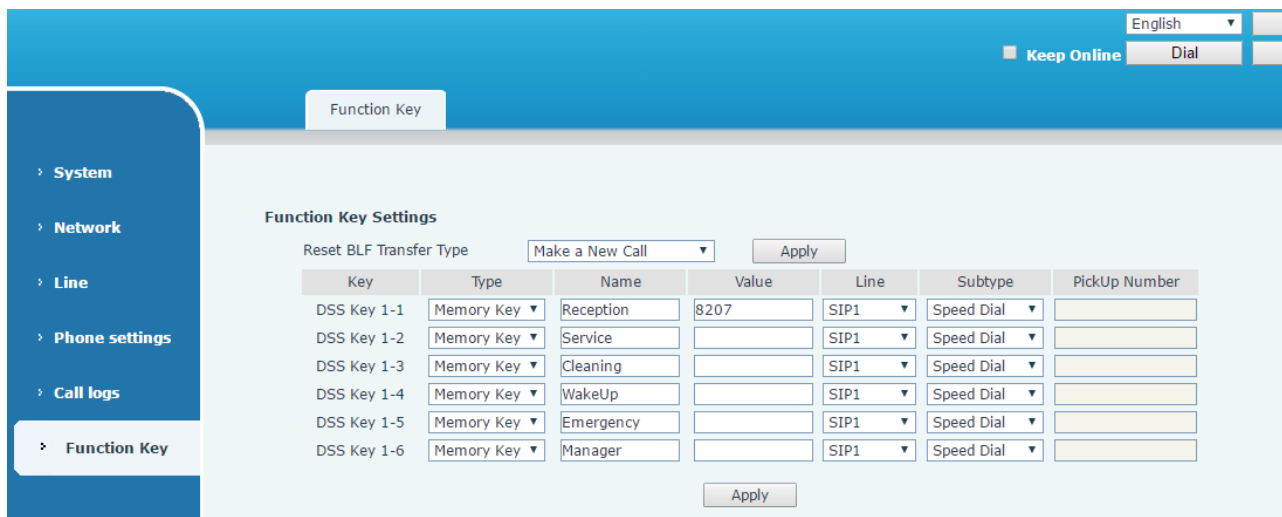 English
Keep Online Dial
Function Key
System
Network
Line
Phone settings
Call logs
Function Key
Function Key Settings
Reset BLF Transfer Type Make a New Call Apply
Key Type Name Value Line Subtype PickUp Number
DSS Key 1-1 Memory Key Reception 8207 SIP1 Speed Dial
DSS Key 1-2 Memory Key Service SIP1 Speed Dial
DSS Key 1-3 Memory Key Cleaning SIP1 Speed Dial
DSS Key 1-4 Memory Key WakeUp SIP1 Speed Dial
DSS Key 1-5 Memory Key Emergency SIP1 Speed Dial
DSS Key 1-6 Memory Key Manager SIP1 Speed Dial
Apply